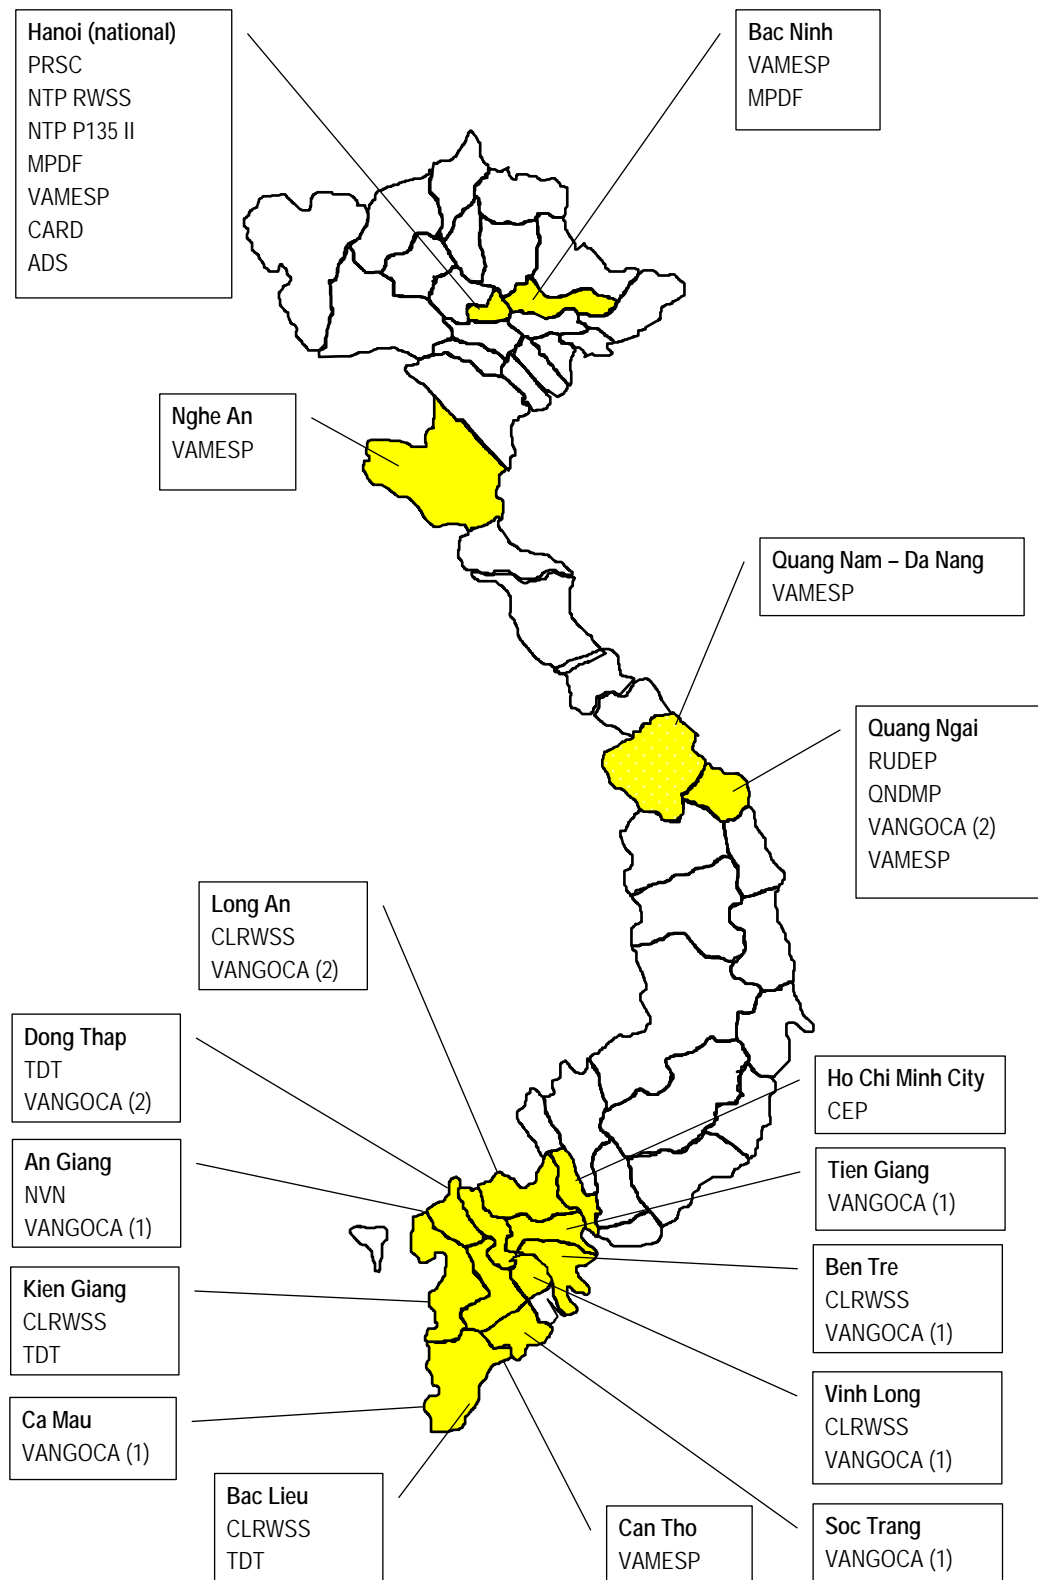 Hanoi (national)
PRSC
NTP RWSS
NTP P135 II
MPDF
VAMESP
CARD
ADS
Bac Ninh
VAMESP
MPDF
Nghe An
VAMESP
Quang Nam – Da Nang
VAMESP
Quang Ngai
RUDEP
QNDMP
VANGOCA (2)
VAMESP
Long An
CLRWSS
VANGOCA (2)
Dong Thap
TDT
VANGOCA (2)
An Giang
NVN
VANGOCA (1)
Kien Giang
CLRWSS
TDT
Ca Mau
VANGOCA (1)
Bac Lieu
CLRWSS
TDT
Can Tho
VAMESP
Ho Chi Minh City
CEP
Tien Giang
VANGOCA (1)
Ben Tre
CLRWSS
VANGOCA (1)
Vinh Long
CLRWSS
VANGOCA (1)
Soc Trang
VANGOCA (1)